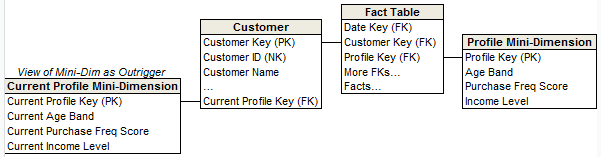 View of Mini-Dim as Outrigger
Current Profile Mini-Dimension
Current Profile Key (PK)
Current Age Band
Current Purchase Freq Score
Current Income Level
Customer
Customer Key (PK)
Customer ID (NK)
Customer Name
...
Current Profile Key (FK)
Fact Table
Date Key (FK)
Customer Key (FK)
Profile Key (FK)
More FKs...
Facts...
Profile Mini-Dimension
Profile Key (PK)
Age Band
Purchase Freq Score
Income Level